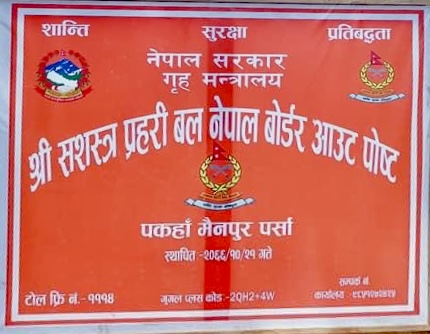 शान्ति सुरक्षा प्रतिबद्धता
नेपाल सरकार
गृह मन्त्रालय
श्री सशस्त्र प्रहरी बल नेपाल बोर्डर आउट पोष्ट
पकहाँ मैनपुर पर्सा
स्थापित -२०६६/१०/२१ गते
सम्पर्क नं.
टोल फ्रि नं.-१११४ गुगल प्लस कोड:-2QH2+4W कार्यालय